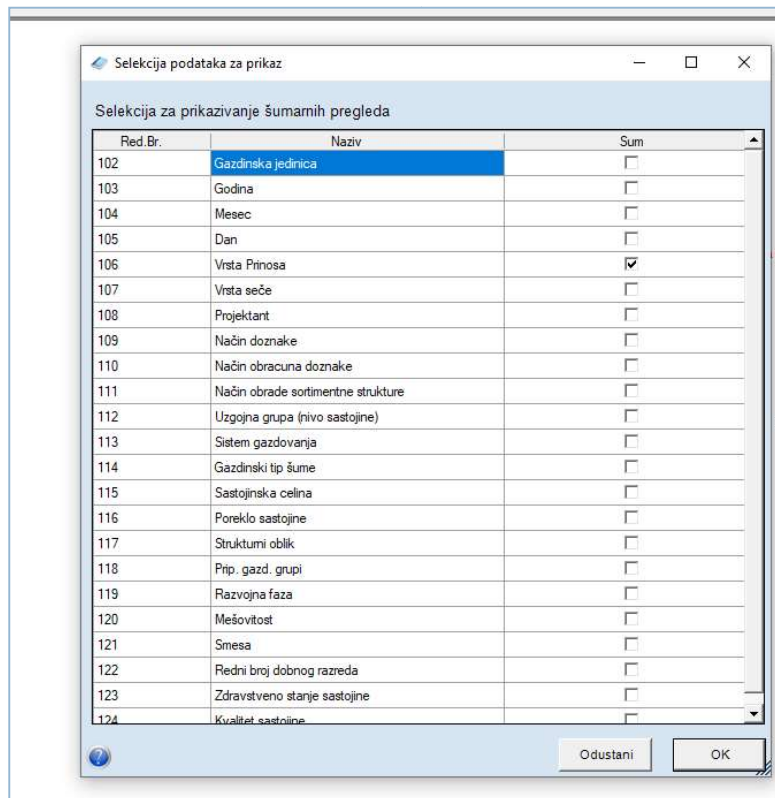 Selekcija podataka za prikaz
Selekcija za prikazivanje šumarnih pregleda
Red.Br. Naziv Sum
102 Gazdinska jedinica
103 Godina
104 Mesec
105 Dan
106 Vrsta Prinosa
107 Vrsta seče
108 Projektant
109 Način doznake
110 Način obracuna doznake
111 Način obrade sortimentne strukture
112 Uzgojna grupa (nivo sastojine)
113 Sistem gazdovanja
114 Gazdinski tip šume
115 Sastojinska celina
116 Poreklo sastojine
117 Strukturni oblik
118 Prip. gazd. grupi
119 Razvojna faza
120 Mešovitost
121 Smesa
122 Redni broj dobnog razreda
123 Zdravstveno stanje sastojine
124 Kvalitet sastojine
Odustani OK